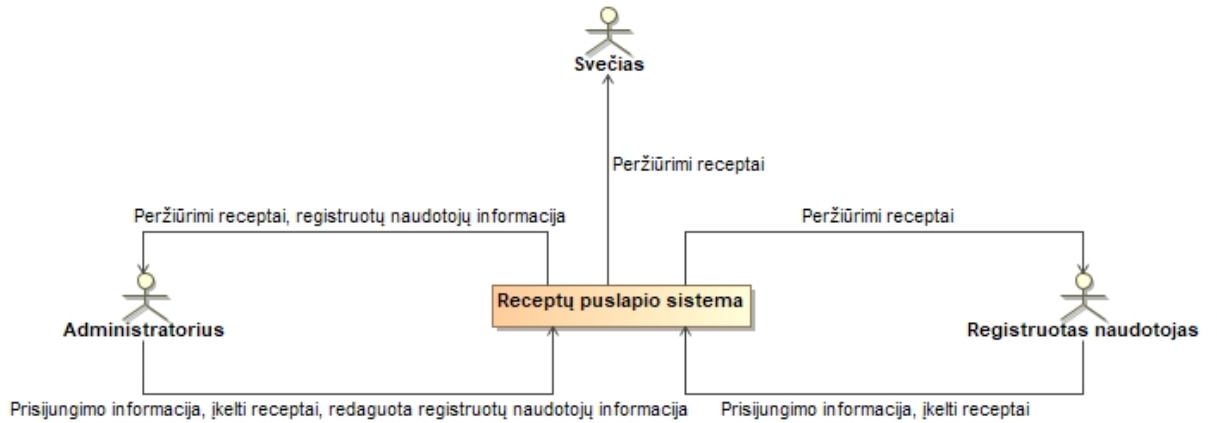 Svečias
Peržiūrimi receptai
Peržiūrimi receptai, registruotų naudotojų informacija
Peržiūrimi receptai
Receptų puslapio sistema
Administratorius
Registruotas naudotojas
Prisijungimo informacija, įkelti receptai, redaguota registruotų naudotojų informacija
Prisijungimo informacija, įkelti receptai